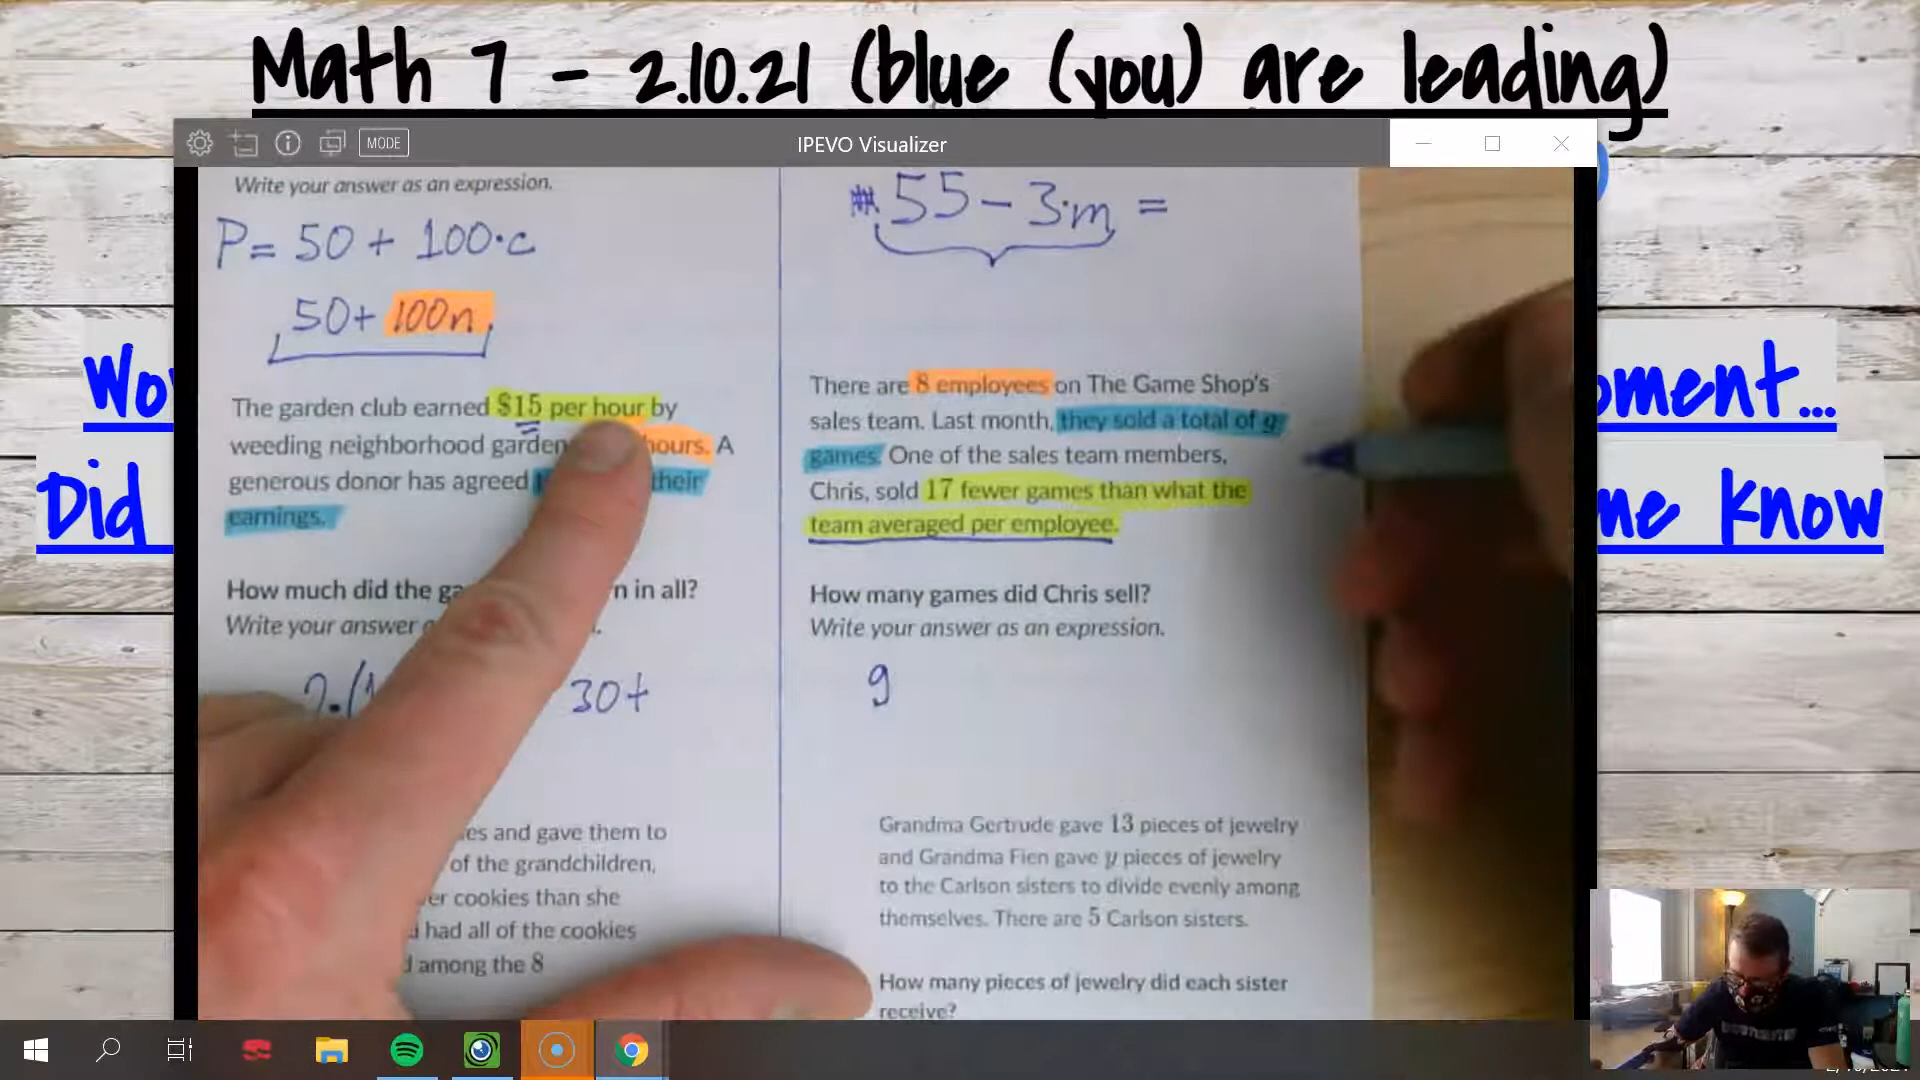 Math 7 - 2.10.21 (blue (you) are leading)
MODE
IPEVO Visualizer
Write your answer as an expression.
P = 50 + 100·c
50+ 100n
The garden club earned $15 per hour by
weeding neighborhood garden hours. A
generous donor has agreed their
earnings.
How much did the in all?
Write your answer
30+
es and gave them to
of the grandchildren,
er cookies than she
had all of the cookies
among the 8
55 - 3·m =
There are 8 employees on The Game Shop's
sales team. Last month, they sold a total of g
games. One of the sales team members,
Chris, sold 17 fewer games than what the
team averaged per employee.
How many games did Chris sell?
Write your answer as an expression.
g
Grandma Gertrude gave 13 pieces of jewelry
and Grandma Fien gave y pieces of jewelry
to the Carlson sisters to divide evenly among
themselves. There are 5 Carlson sisters.
How many pieces of jewelry did each sister
receive?
Wo oment...
Did me know